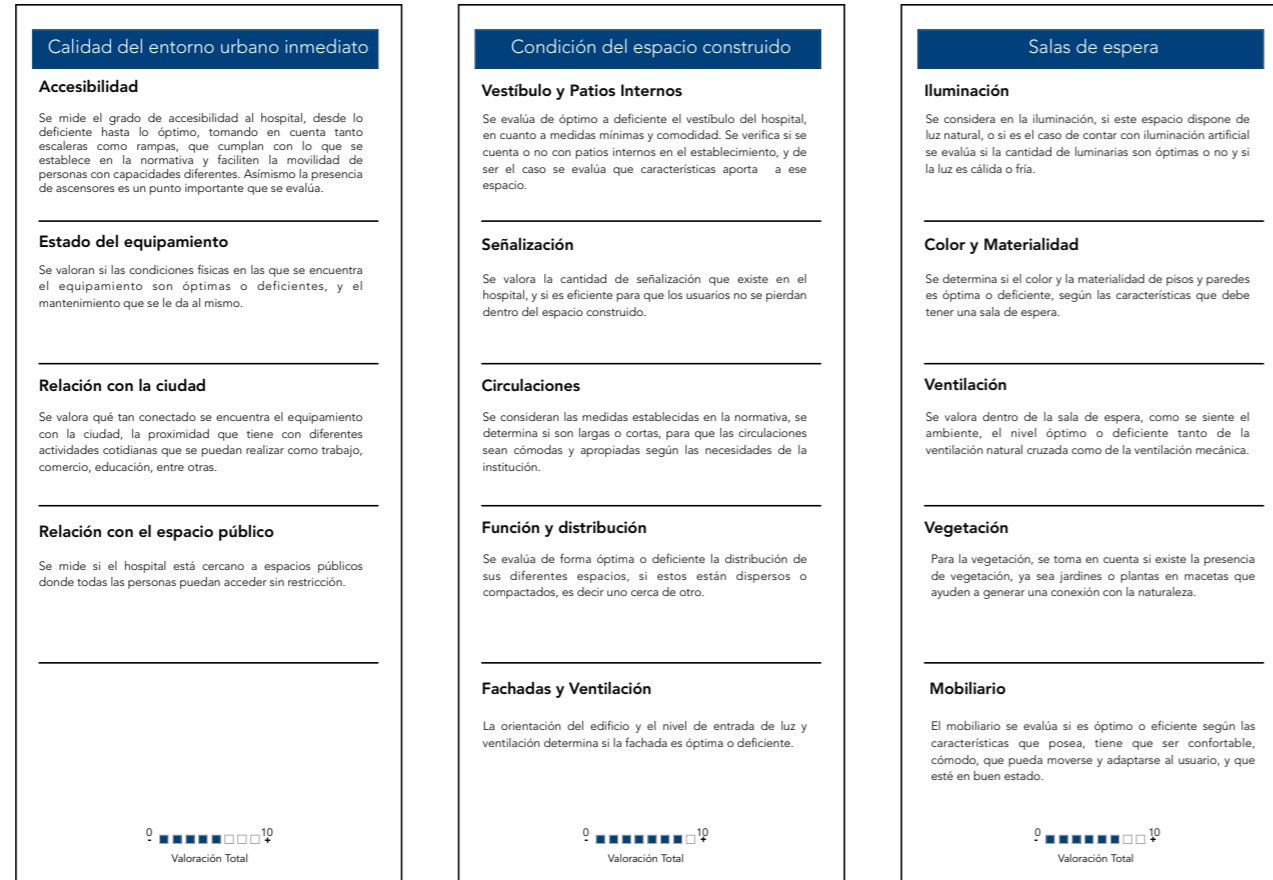 Calidad del entorno urbano inmediato
Accesibilidad
Se mide el grado de accesibilidad al hospital, desde lo
deficiente hasta lo óptimo, tomando en cuenta tanto
escaleras como rampas, que cumplan con lo que se
establece en la normativa y faciliten la movilidad de
personas con capacidades diferentes. Asímismo la presencia
de ascensores es un punto importante que se evalúa.
Estado del equipamiento
Se valoran si las condiciones físicas en las que se encuentra
el equipamiento son óptimas o deficientes, y el
mantenimiento que se le da al mismo.
Relación con la ciudad
Se valora qué tan conectado se encuentra el equipamiento
con la ciudad, la proximidad que tiene con diferentes
actividades cotidianas que se puedan realizar como trabajo,
comercio, educación, entre otras.
Relación con el espacio público
Se mide si el hospital está cercano a espacios públicos
donde todas las personas puedan acceder sin restricción.
0 10
- +
Valoración Total
Condición del espacio construido
Vestíbulo y Patios Internos
Se evalúa de óptimo a deficiente el vestíbulo del hospital,
en cuanto a medidas mínimas y comodidad. Se verifica si se
cuenta o no con patios internos en el establecimiento, y de
ser el caso se evalúa que características aporta a ese
espacio.
Señalización
Se valora la cantidad de señalización que existe en el
hospital, y si es eficiente para que los usuarios no se pierdan
dentro del espacio construido.
Circulaciones
Se consideran las medidas establecidas en la normativa, se
determina si son largas o cortas, para que las circulaciones
sean cómodas y apropiadas según las necesidades de la
institución.
Función y distribución
Se evalúa de forma óptima o deficiente la distribución de
sus diferentes espacios, si estos están dispersos o
compactados, es decir uno cerca de otro.
Fachadas y Ventilación
La orientación del edificio y el nivel de entrada de luz y
ventilación determina si la fachada es óptima o deficiente.
0 10
- +
Valoración Total
Salas de espera
Iluminación
Se considera en la iluminación, si este espacio dispone de
luz natural, o si es el caso de contar con iluminación artificial
se evalúa si la cantidad de luminarias son óptimas o no y si
la luz es cálida o fría.
Color y Materialidad
Se determina si el color y la materialidad de pisos y paredes
es óptima o deficiente, según las características que debe
tener una sala de espera.
Ventilación
Se valora dentro de la sala de espera, como se siente el
ambiente, el nivel óptimo o deficiente tanto de la
ventilación natural cruzada como de la ventilación mecánica.
Vegetación
Para la vegetación, se toma en cuenta si existe la presencia
de vegetación, ya sea jardines o plantas en macetas que
ayuden a generar una conexión con la naturaleza.
Mobiliario
El mobiliario se evalúa si es óptimo o eficiente según las
características que posea, tiene que ser confortable,
cómodo, que pueda moverse y adaptarse al usuario, y que
esté en buen estado.
0 10
- +
Valoración Total